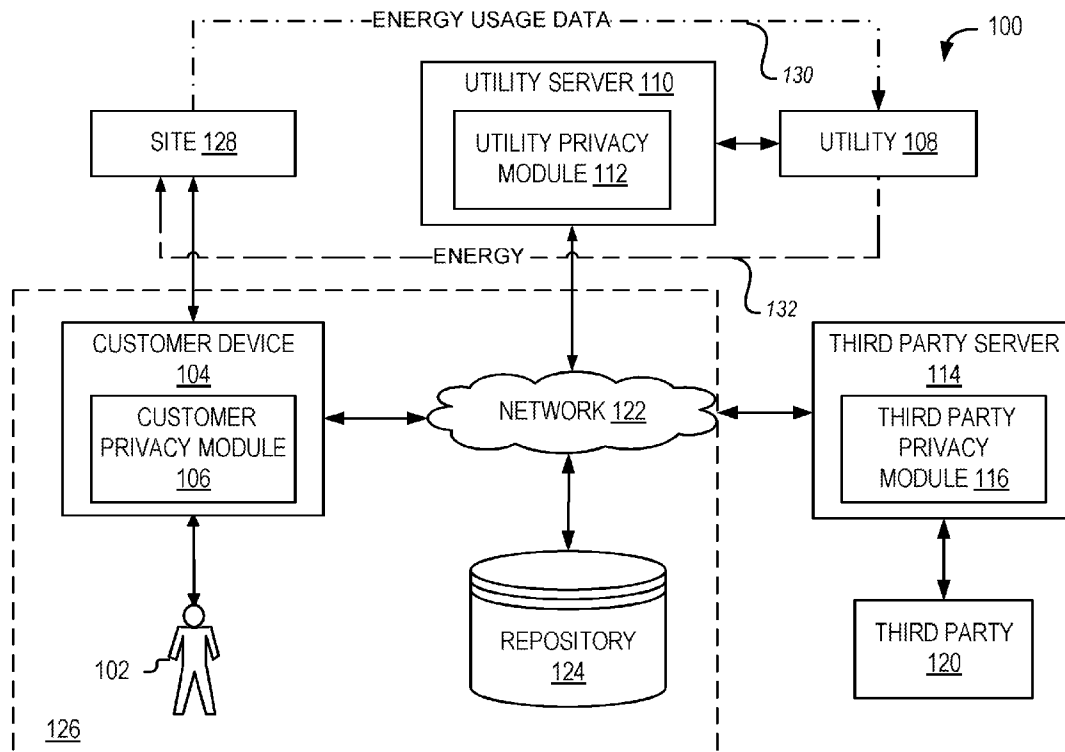 ENERGY USAGE DATA
100
130
UTILITY SERVER 110
SITE 128
UTILITY PRIVACY
MODULE 112
UTILITY 108
ENERGY
132
CUSTOMER DEVICE
104
CUSTOMER
PRIVACY MODULE
106
NETWORK 122
THIRD PARTY SERVER
114
THIRD PARTY
PRIVACY
MODULE 116
REPOSITORY
124
THIRD PARTY
120
102
126